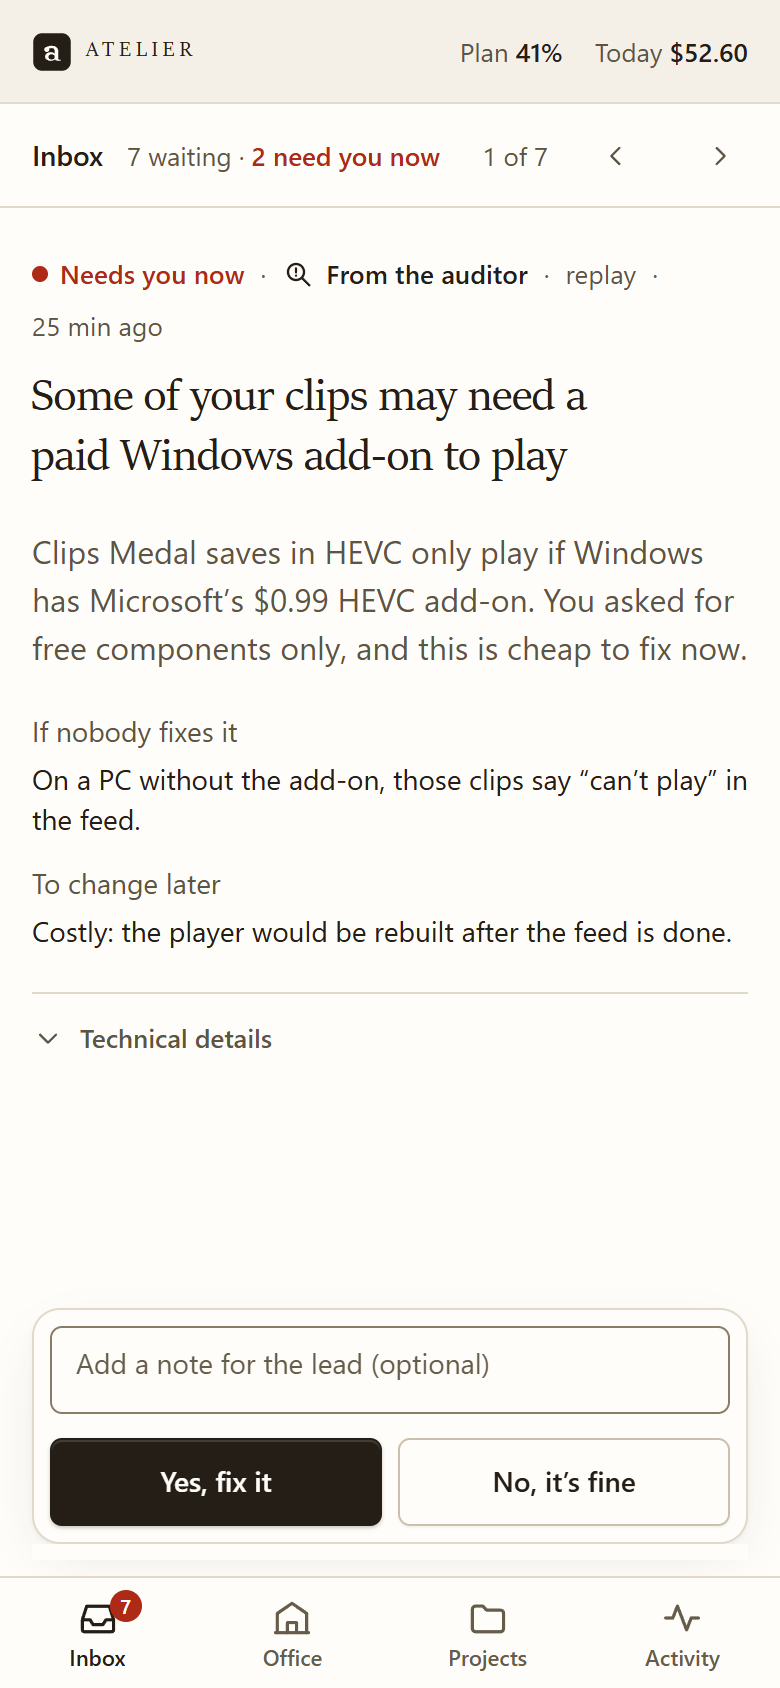 a ATELIER Plan 41% Today $52.60
Inbox 7 waiting · 2 need you now 1 of 7
Needs you now · From the auditor · replay ·
25 min ago
Some of your clips may need a
paid Windows add-on to play
Clips Medal saves in HEVC only play if Windows
has Microsoft’s $0.99 HEVC add-on. You asked for
free components only, and this is cheap to fix now.
If nobody fixes it
On a PC without the add-on, those clips say “can’t play” in
the feed.
To change later
Costly: the player would be rebuilt after the feed is done.
Technical details
Add a note for the lead (optional)
Yes, fix it No, it’s fine
7
Inbox Office Projects Activity